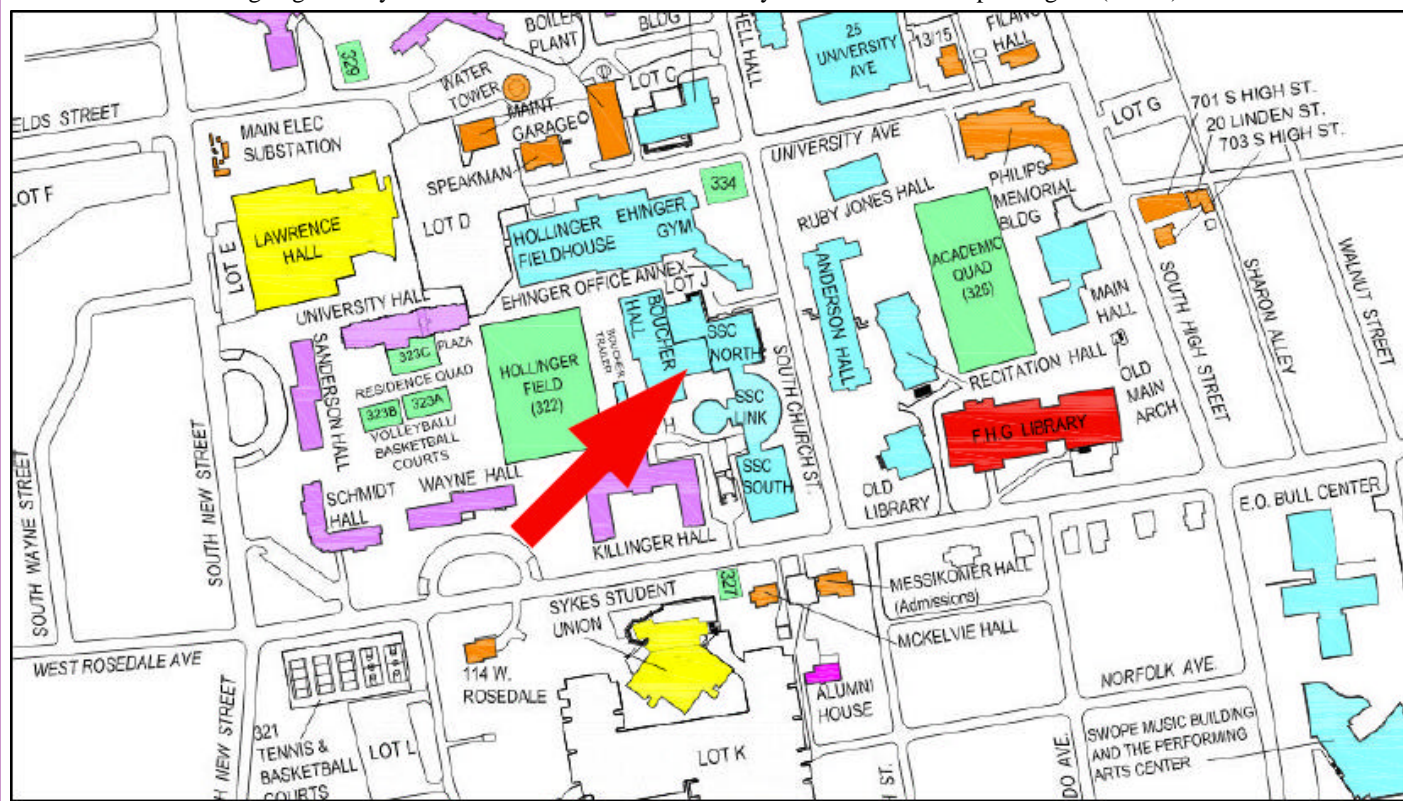 BOILER
PLANT
BLDG
HELL HALL
25
UNIVERSITY
AVE
13/15
FILANO
HALL
329
WATER
TOWER
LOT C
LOT G
701 S HIGH ST.
20 LINDEN ST.
703 S HIGH ST.
ELDS STREET
MAIN ELEC
SUBSTATION
MAINT
GARAGE
UNIVERSITY AVE
LOT F
SPEAKMAN
334
RUBY JONES HALL
PHILIPS
MEMORIAL
BLDG
LOT E
LAWRENCE
HALL
LOT D
HOLLINGER
FIELDHOUSE
EHINGER
GYM
ANDERSON HALL
ACADEMIC
QUAD
(326)
MAIN
HALL
SOUTH HIGH STREET
SHARON ALLEY
WALNUT STREET
UNIVERSITY HALL
EHINGER OFFICE ANNEX
LOT J
SANDERSON HALL
323C
PLAZA
RESIDENCE QUAD
323B
323A
VOLLEYBALL/
BASKETBALL
COURTS
HOLLINGER
FIELD
(322)
BOUCHER
TRAILER
BOUCHER
HALL
SSC
NORTH
SSC
LINK
H
SSC
SOUTH
SOUTH CHURCH ST.
RECITATION HALL
OLD
MAIN
ARCH
F.H.G LIBRARY
OLD
LIBRARY
SOUTH WAYNE STREET
SOUTH NEW STREET
SCHMIDT
HALL
WAYNE HALL
KILLINGER HALL
E.O. BULL CENTER
SYKES STUDENT
UNION
327
MESSIKOMER HALL
(Admissions)
MCKELVIE HALL
WEST ROSEDALE AVE
114 W.
ROSEDALE
ALUMNI
HOUSE
NORFOLK AVE.
321
TENNIS &
BASKETBALL
COURTS
H NEW STREET
LOT L
LOT K
H ST.
DO AVE.
SWOPE MUSIC BUILDING
AND THE PERFORMING
ARTS CENTER